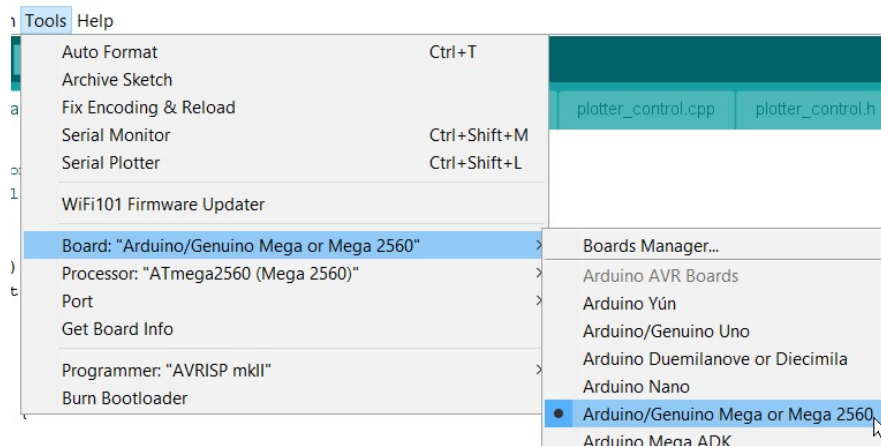 Tools Help
Auto Format Ctrl+T
Archive Sketch
Fix Encoding & Reload
plotter_control.cpp plotter_control.h
Serial Monitor Ctrl+Shift+M
Serial Plotter Ctrl+Shift+L
WiFi101 Firmware Updater
Board: "Arduino/Genuino Mega or Mega 2560"
Processor: "ATmega2560 (Mega 2560)"
Port
Get Board Info
Programmer: "AVRISP mkII"
Burn Bootloader
Boards Manager...
Arduino AVR Boards
Arduino Yún
Arduino/Genuino Uno
Arduino Duemilanove or Diecimila
Arduino Nano
Arduino/Genuino Mega or Mega 2560
Arduino Mega ADK